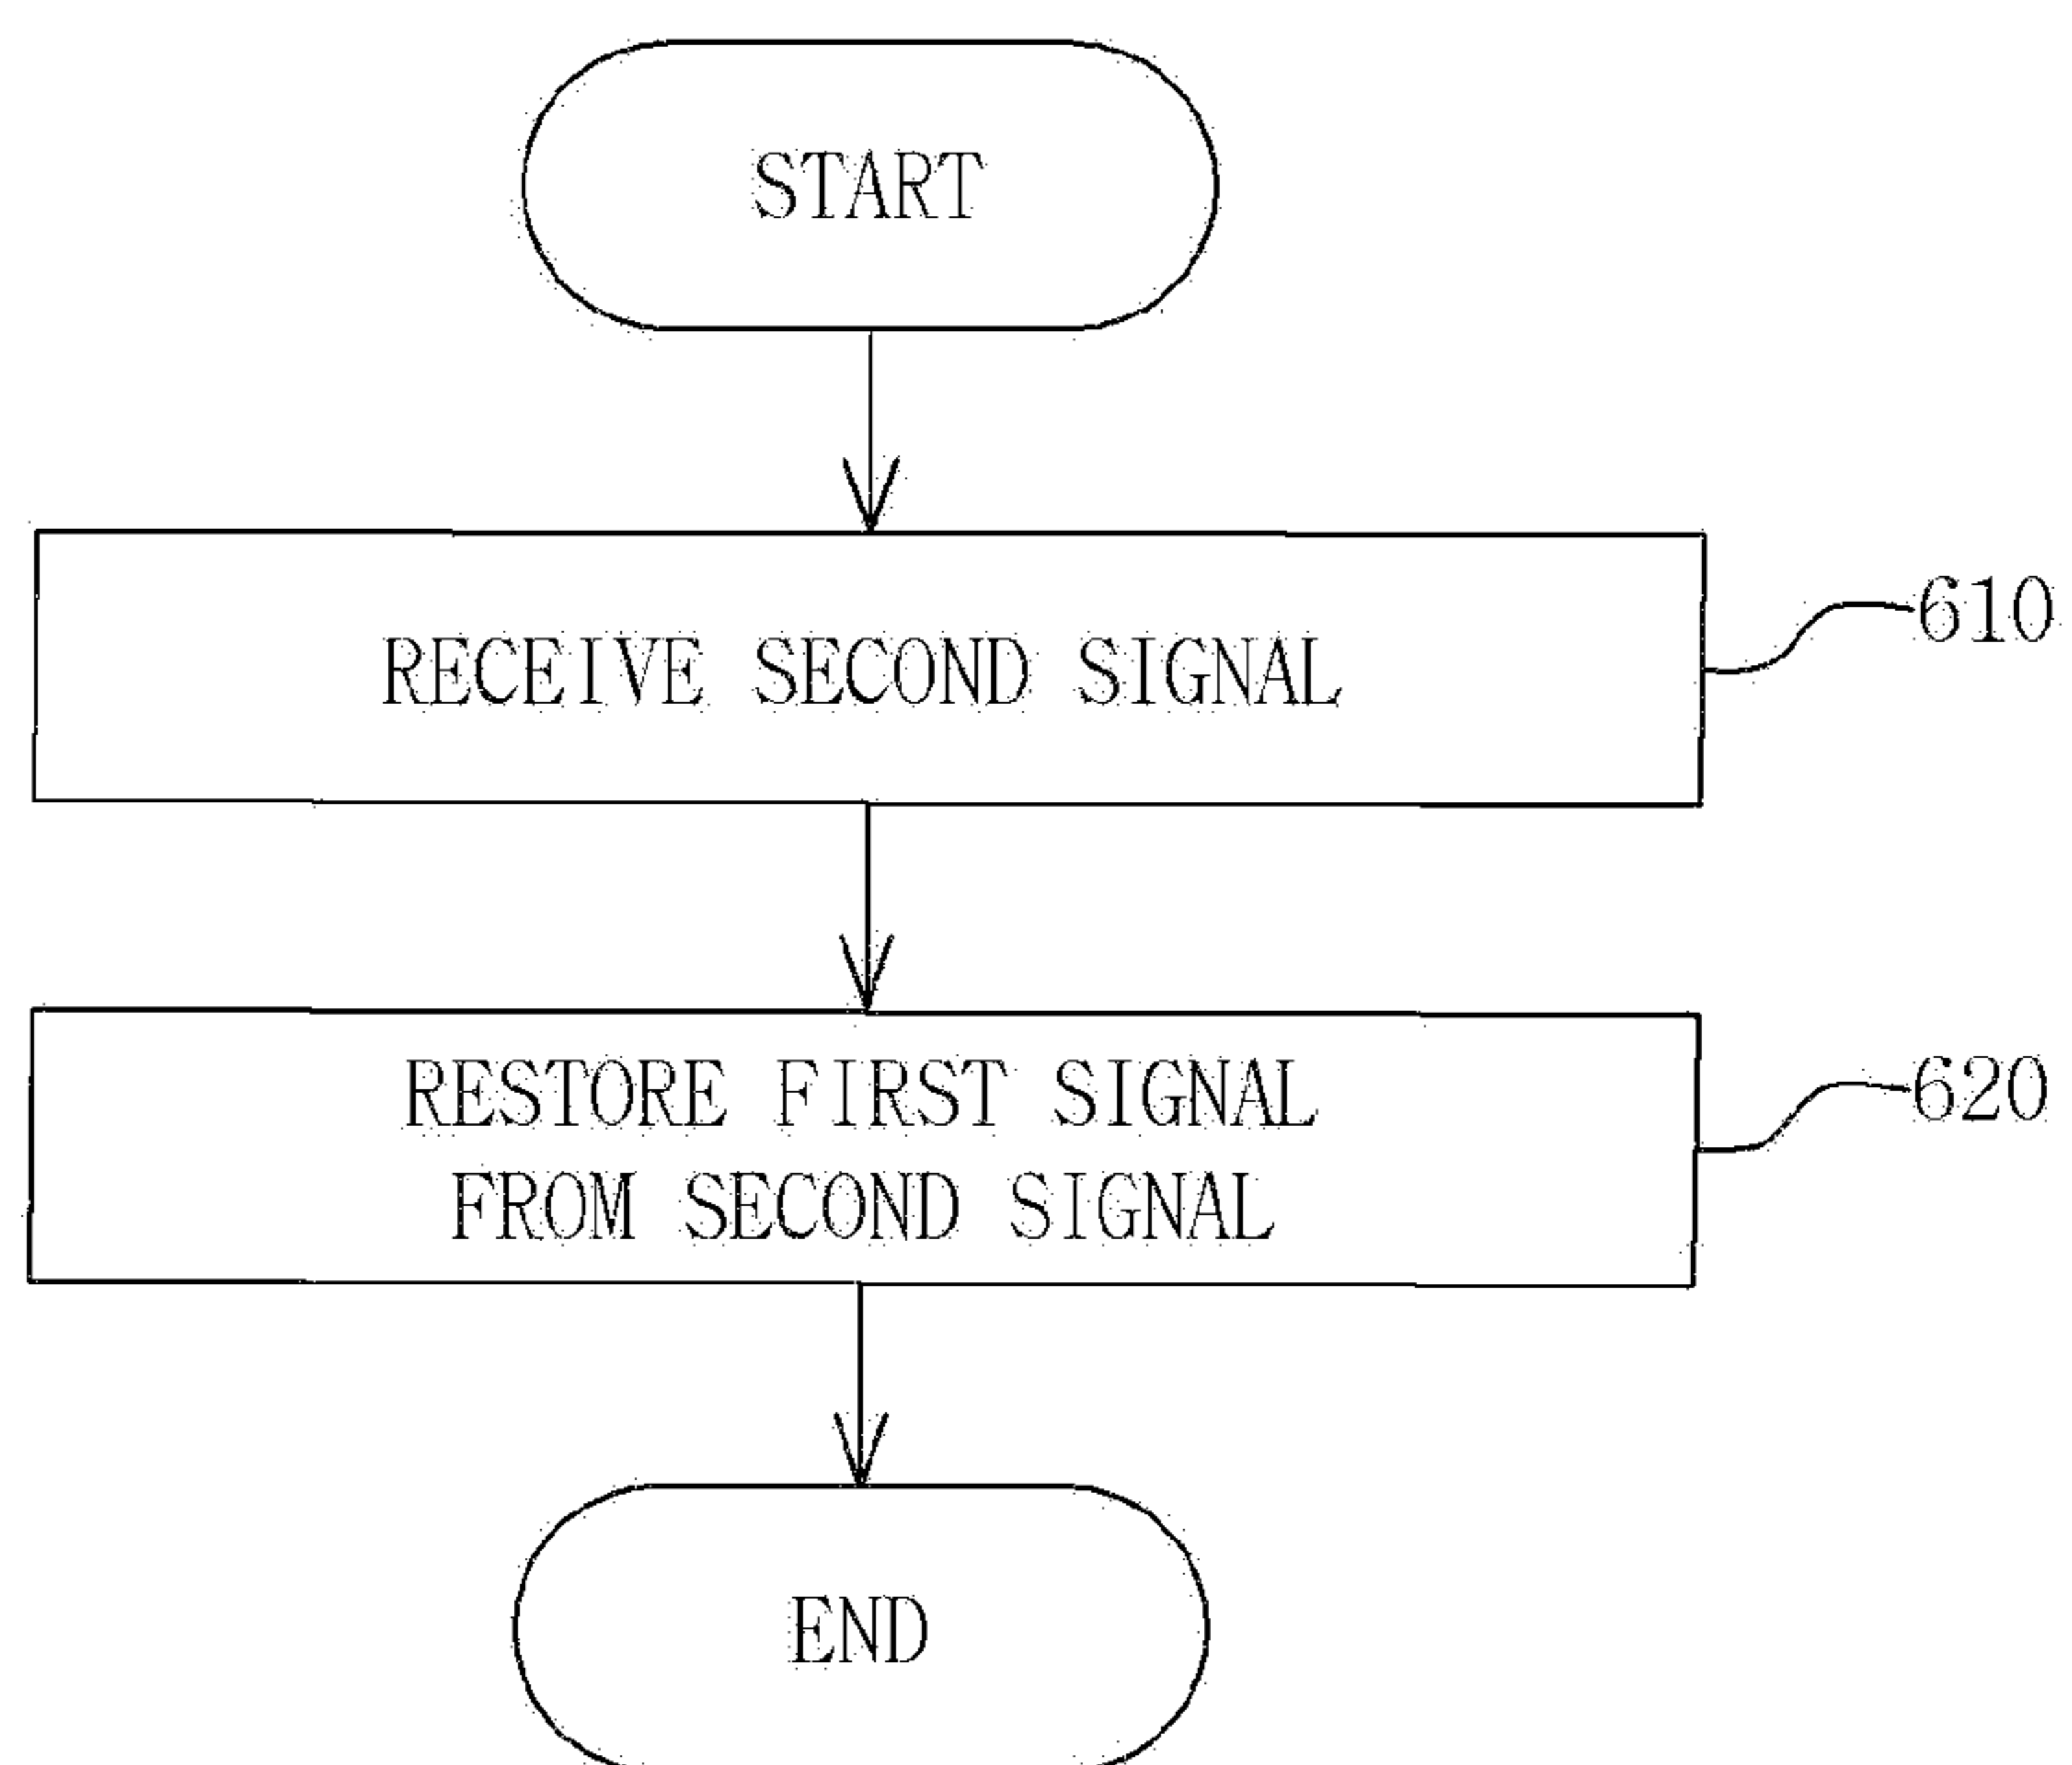 START
RECEIVE SECOND SIGNAL
610
RESTORE FIRST SIGNAL
FROM SECOND SIGNAL
620
END